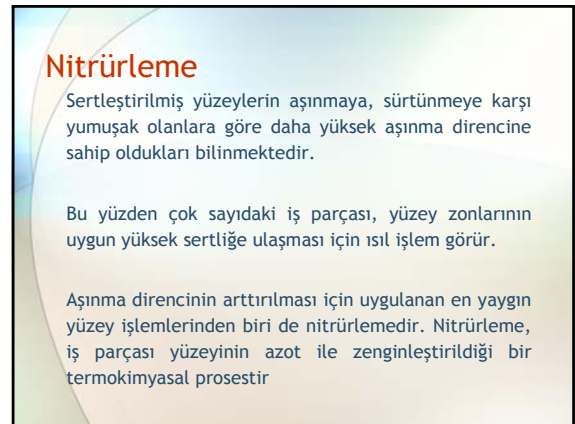 Nitrürleme
Sertleştirilmiş yüzeylerin aşınmaya, sürtünmeye karşı
yumuşak olanlara göre daha yüksek aşınma direncine
sahip oldukları bilinmektedir.
Bu yüzden çok sayıdaki iş parçası, yüzey zonlarının
uygun yüksek sertliğe ulaşması için ısıl işlem görür.
Aşınma direncinin arttırılması için uygulanan en yaygın
yüzey işlemlerinden biri de nitrürlemedir. Nitrürleme,
iş parçası yüzeyinin azot ile zenginleştirildiği bir
termokimyasal prosestir